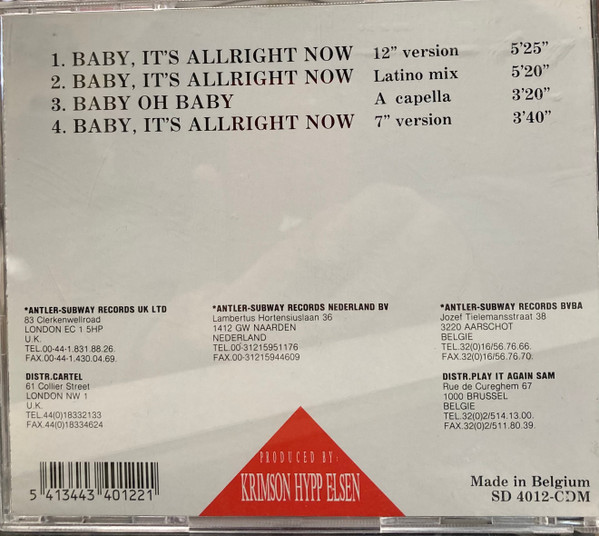 1. BABY, IT'S ALLRIGHT NOW 12" version 5'25"
2. BABY, IT'S ALLRIGHT NOW Latino mix 5'20"
3. BABY OH BABY A capella 3'20"
4. BABY, IT'S ALLRIGHT NOW 7" version 3'40"
*ANTLER-SUBWAY RECORDS UK LTD
83 Clerkenwellroad
LONDON EC 1 5HP
U.K.
TEL.00-44-1.831.88.26.
FAX.00-44-1.430.04.69.
DISTR.CARTEL
61 Collier Street
LONDON NW 1
U.K.
TEL.44(0)18332133
FAX.44(0)18334624
*ANTLER-SUBWAY RECORDS NEDERLAND BV
Lambertus Hortensiuslaan 36
1412 GW NAARDEN
NEDERLAND
TEL.00-31215951176
FAX.00-31215944609
*ANTLER-SUBWAY RECORDS BVBA
Jozef Tielemansstraat 38
3220 AARSCHOT
BELGIE
TEL.32(0)16/56.76.66.
FAX.32(0)16/56.76.70.
DISTR.PLAY IT AGAIN SAM
Rue de Cureghem 67
1000 BRUSSEL
BELGIE
TEL.32(0)2/514.13.00.
FAX.32(0)2/511.80.39.
PRODUCED BY:
KRIMSON HYPP ELSEN
5 413443 401221
Made in Belgium
SD 4012-CDM